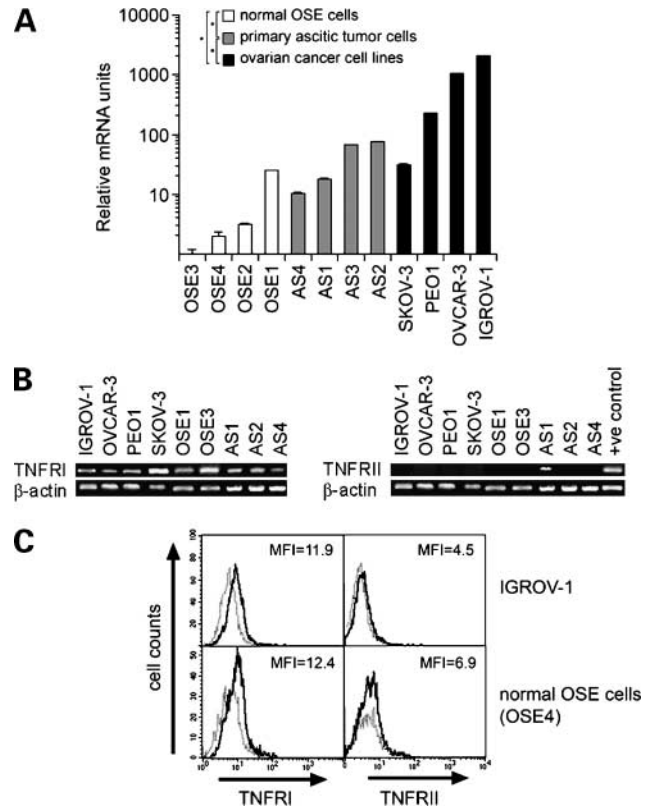 A
Relative mRNA units
10000
1000
100
10
normal OSE cells
primary ascitic tumor cells
ovarian cancer cell lines
* * *
OSE3 OSE4 OSE2 OSE1 AS4 AS1 AS3 AS2 SKOV-3 PEO1 OVCAR-3 IGROV-1
B
IGROV-1 OVCAR-3 PEO1 SKOV-3 OSE1 OSE3 AS1 AS2 AS4
TNFRI
β-actin
IGROV-1 OVCAR-3 PEO1 SKOV-3 OSE1 OSE3 AS1 AS2 AS4 +ve control
TNFRII
β-actin
C
cell counts
MFI=11.9
MFI=4.5
IGROV-1
MFI=12.4
MFI=6.9
normal OSE cells
(OSE4)
TNFRI
TNFRII